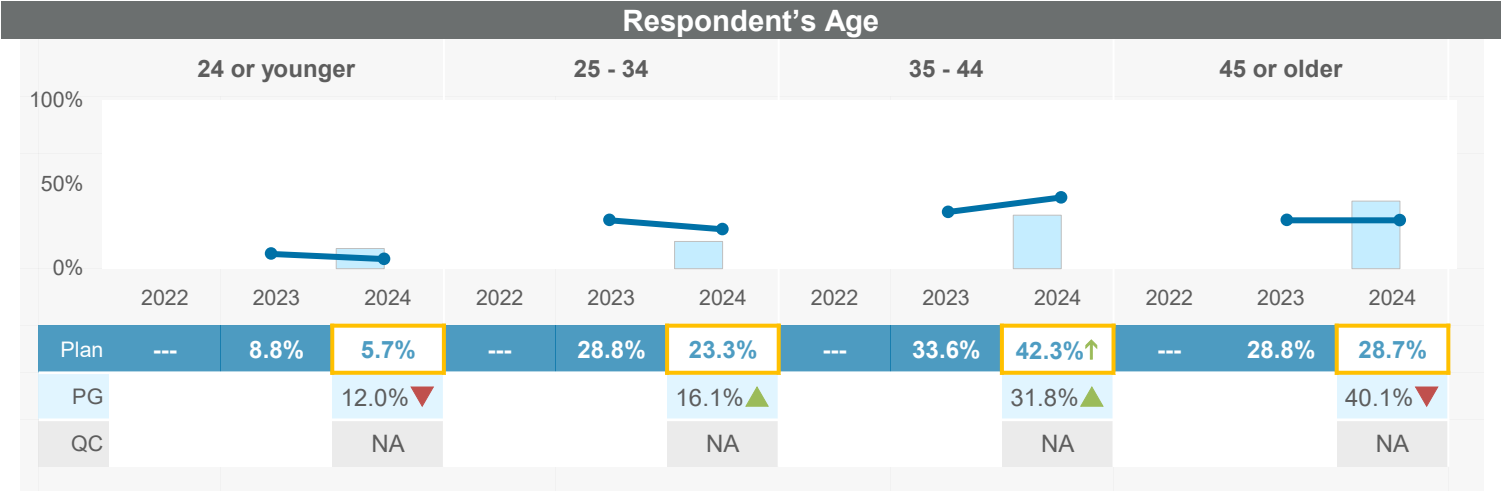 Respondent's Age
24 or younger 25 - 34 35 - 44 45 or older
100%
50%
0%
2022 2023 2024 2022 2023 2024 2022 2023 2024 2022 2023 2024
Plan --- 8.8% 5.7% --- 28.8% 23.3% --- 33.6% 42.3%↑ --- 28.8% 28.7%
PG 12.0%▼ 16.1%▲ 31.8%▲ 40.1%▼
QC NA NA NA NA